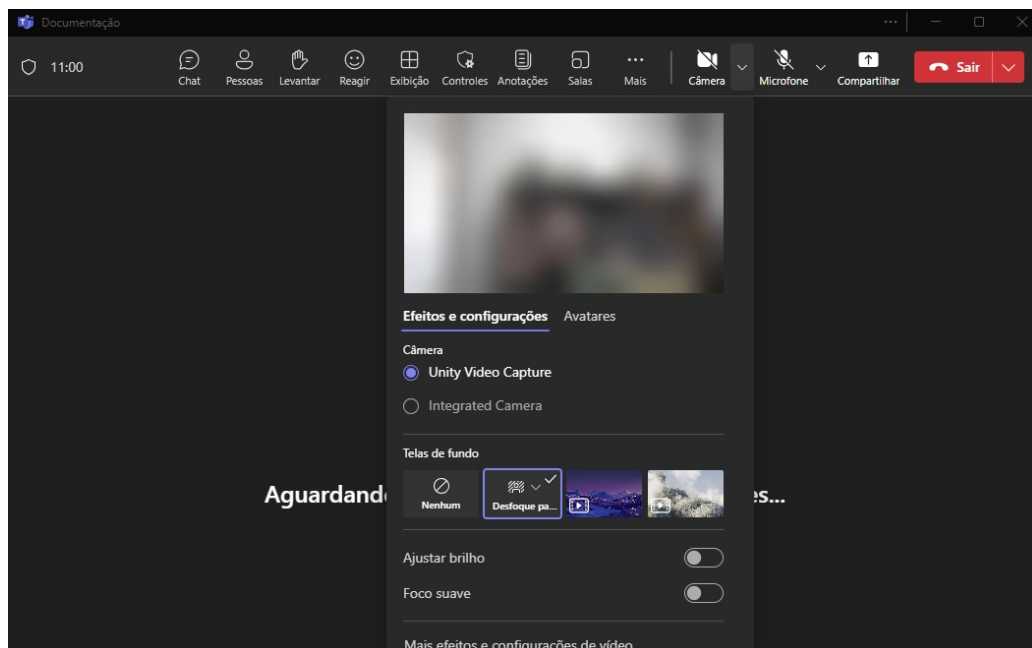 Documentação
11:00
Chat Pessoas Levantar Reagir Exibição Controles Anotações Salas Mais Câmera Microfone Compartilhar Sair
Efeitos e configurações Avatares
Câmera
Unity Video Capture
Integrated Camera
Telas de fundo
Nenhum Desfoque pa...
Aguardand es...
Ajustar brilho
Foco suave
Mais efeitos e configurações de vídeo